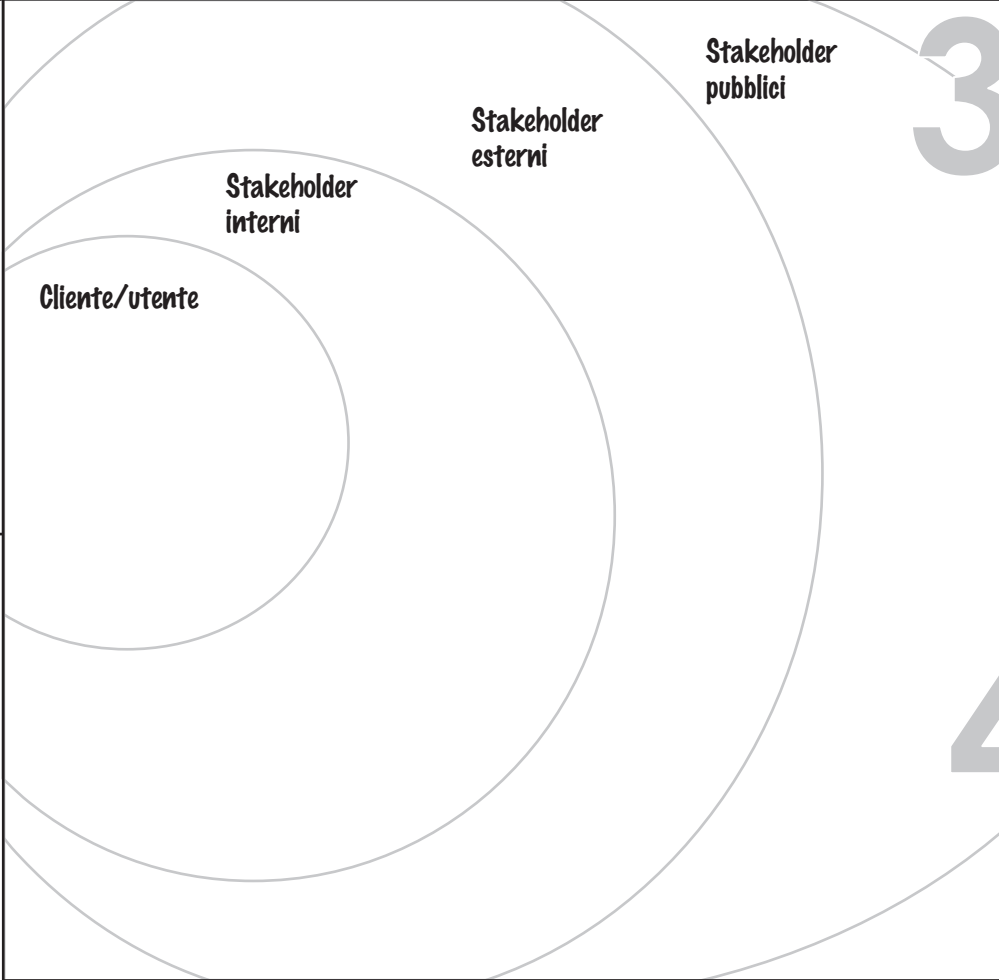 Stakeholder
pubblici
3
Stakeholder
esterni
Stakeholder
interni
Cliente/utente
4